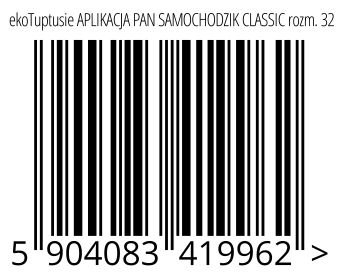 ekoTuptusie APLIKACJA PAN SAMOCHODZIK CLASSIC rozm. 32
5 904083 419962 >